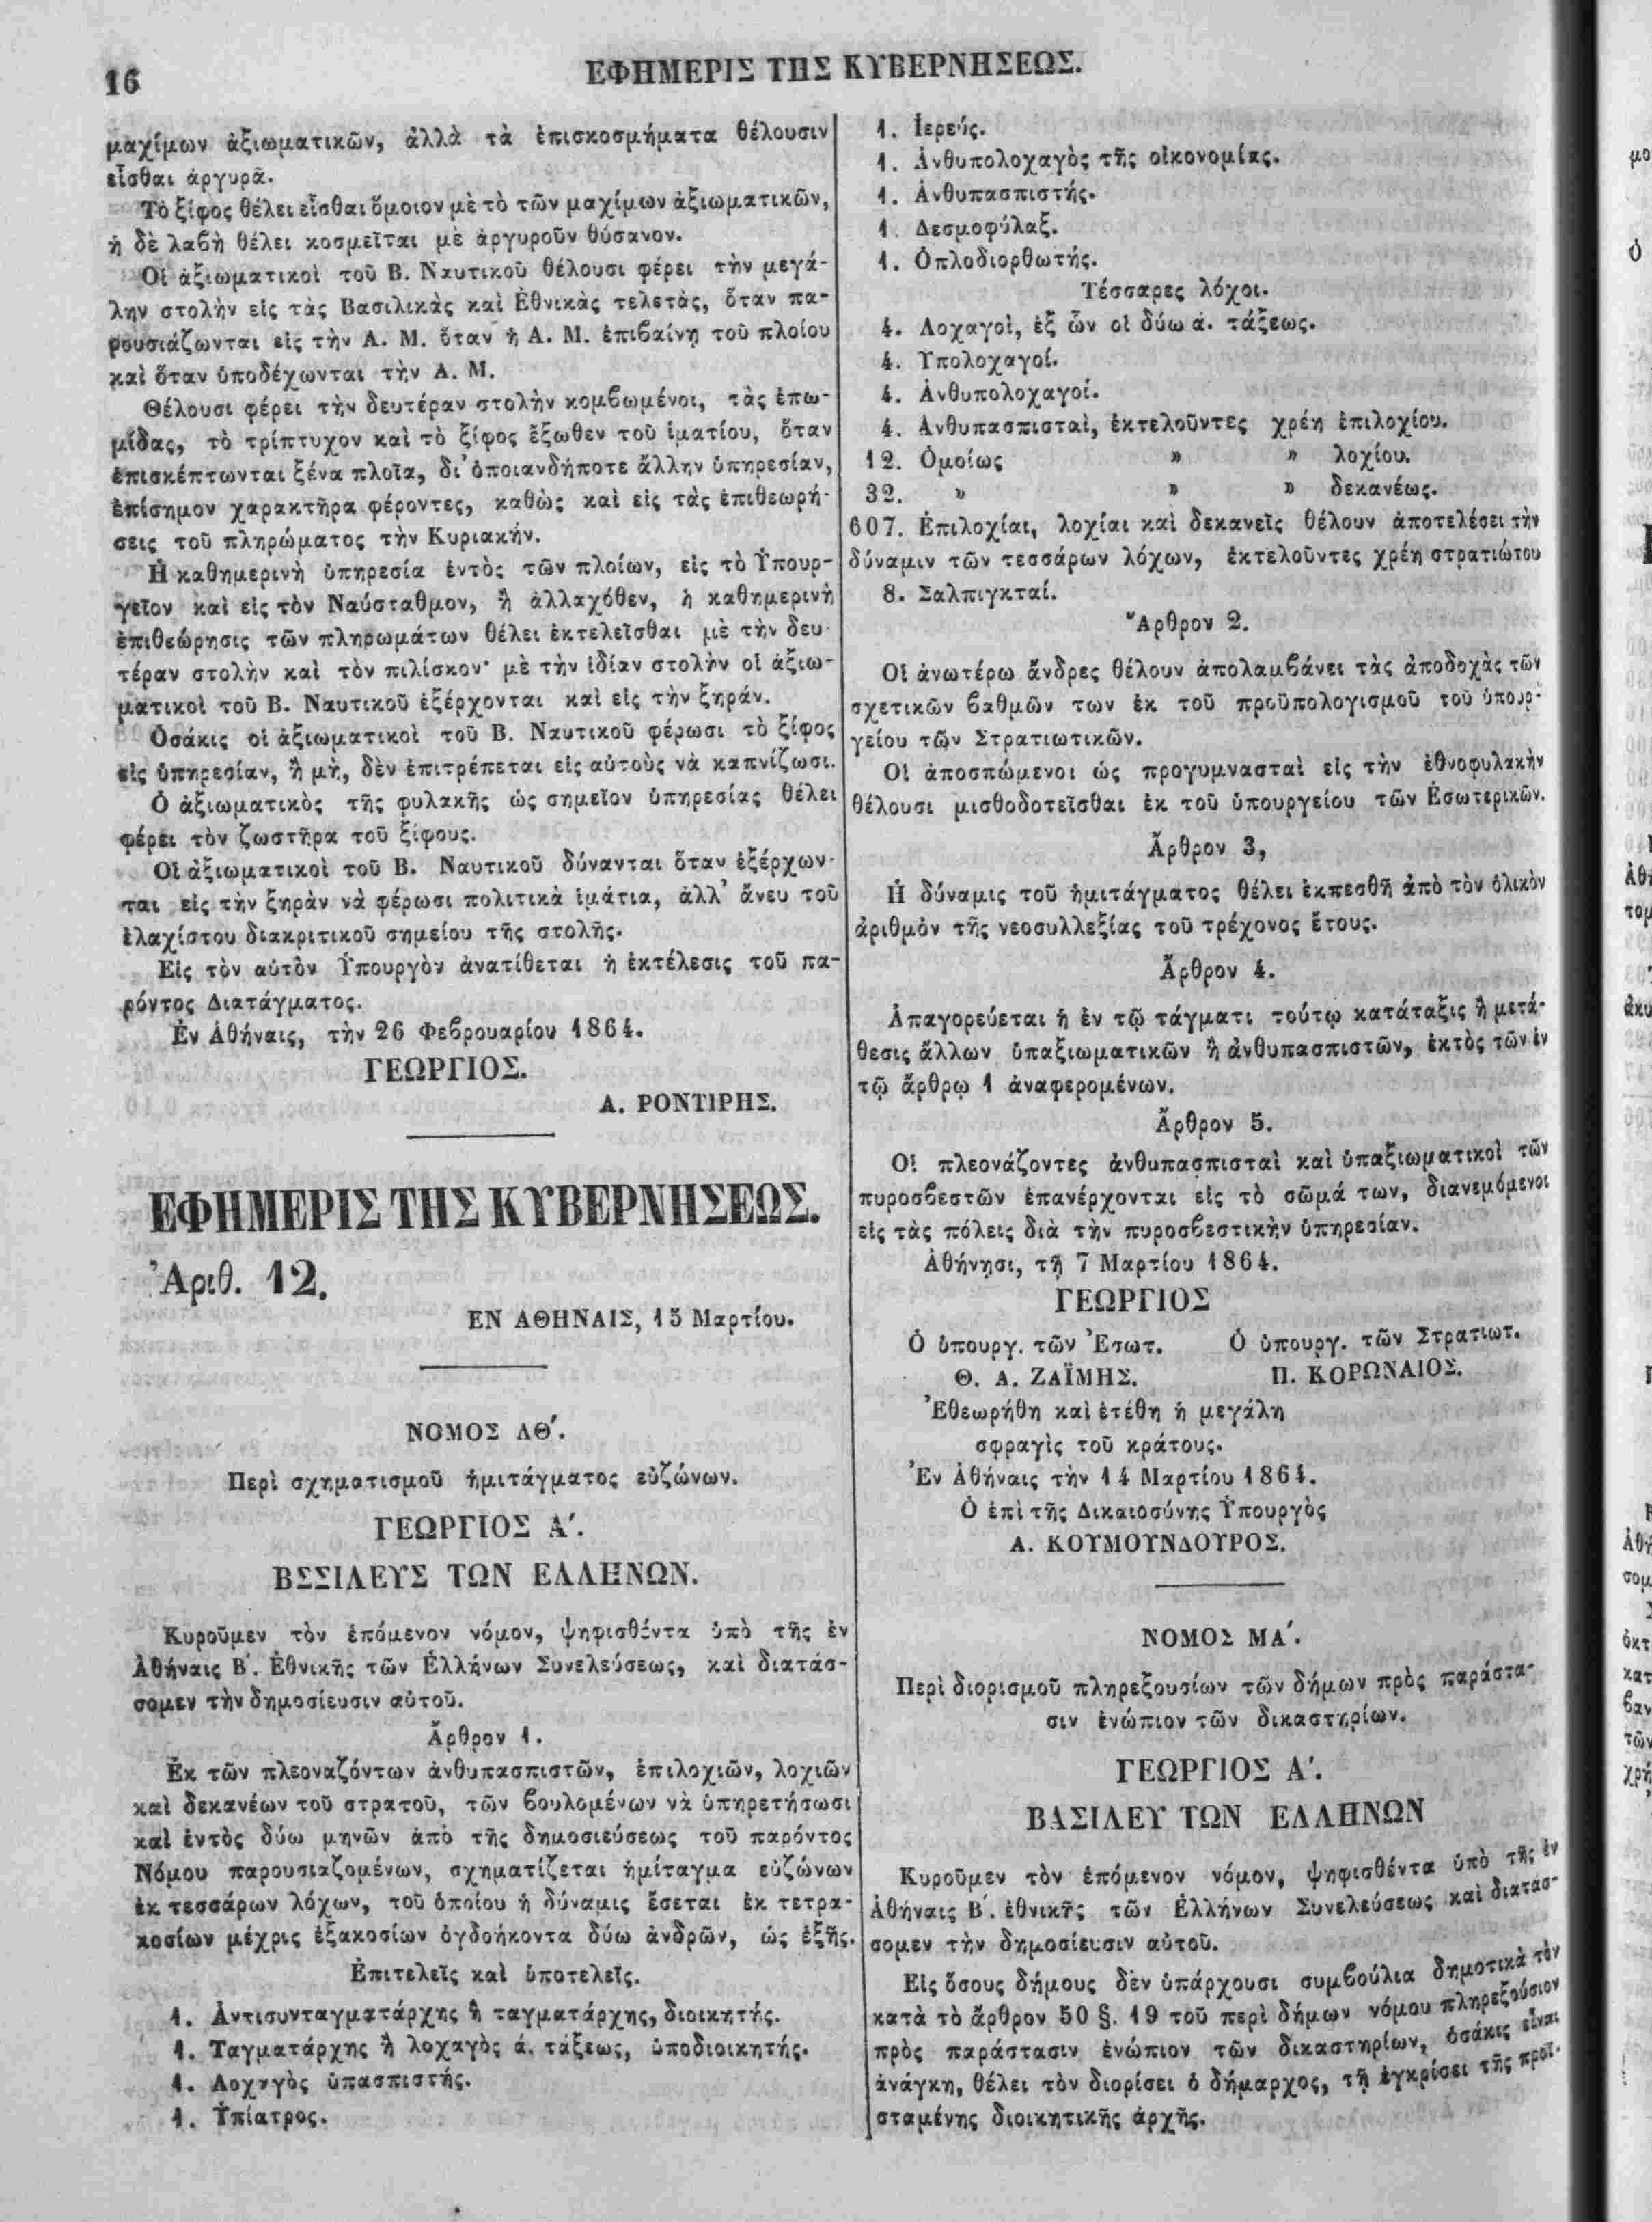 16
ΕΦΗΜΕΡΙΣ ΤΗΣ ΚΥΒΕΡΝΗΣΕΩΣ.
μαχίμων ἀξιωματικῶν, ἀλλὰ τὰ ἐπισκοσμήματα θέλουσιν
εἶσθαι ἀργυρᾶ.
Τὸ ξίφος θέλει εἶσθαι ὅμοιον μὲ τὸ τῶν μαχίμων ἀξιωματικῶν,
ἡ δὲ λαβὴ θέλει κοσμεῖται μὲ ἀργυροῦν θύσανον.
Οἱ ἀξιωματικοὶ τοῦ Β. Ναυτικοῦ θέλουσι φέρει τὴν μεγά-
λην στολὴν εἰς τὰς Βασιλικὰς καὶ Ἐθνικὰς τελετὰς, ὅταν πα-
ρουσιάζωνται εἰς τὴν Α. Μ. ὅταν ἡ Α. Μ. ἐπιβαίνῃ τοῦ πλοίου
καὶ ὅταν ὑποδέχωνται τὴν Α. Μ.
Θέλουσι φέρει τὴν δευτέραν στολὴν κομβωμένοι, τὰς ἐπω-
μίδας, τὸ τρίπτυχον καὶ τὸ ξίφος ἔξωθεν τοῦ ἱματίου, ὅταν
ἐπισκέπτωνται ξένα πλοῖα, δι᾽ ὁποιανδήποτε ἄλλην ὑπηρεσίαν,
ἐπίσημον χαρακτῆρα φέροντες, καθὼς καὶ εἰς τὰς ἐπιθεωρή-
σεις τοῦ πληρώματος τὴν Κυριακήν.
Ἡ καθημερινὴ ὑπηρεσία ἐντὸς τῶν πλοίων, εἰς τὸ Ὑπουρ-
γεῖον καὶ εἰς τὸν Ναύσταθμον, ἢ ἀλλαχόθεν, ἡ καθημερινὴ
ἐπιθεώρησις τῶν πληρωμάτων θέλει ἐκτελεῖσθαι μὲ τὴν δευ
τέραν στολὴν καὶ τὸν πιλίσκον· μὲ τὴν ἰδίαν στολὴν οἱ ἀξιω-
ματικοὶ τοῦ Β. Ναυτικοῦ ἐξέρχονται καὶ εἰς τὴν ξηράν.
Ὁσάκις οἱ ἀξιωματικοὶ τοῦ Β. Ναυτικοῦ φέρωσι τὸ ξίφος
εἰς ὑπηρεσίαν, ἢ μὴ, δὲν ἐπιτρέπεται εἰς αὐτοὺς νὰ καπνίζωσι.
Ὁ ἀξιωματικὸς τῆς φυλακῆς ὡς σημεῖον ὑπηρεσίας θέλει
φέρει τὸν ζωστῆρα τοῦ ξίφους.
Οἱ ἀξιωματικοὶ τοῦ Β. Ναυτικοῦ δύνανται ὅταν ἐξέρχων-
ται εἰς τὴν ξηρὰν νὰ φέρωσι πολιτικὰ ἱμάτια, ἀλλ᾽ ἄνευ τοῦ
ἐλαχίστου διακριτικοῦ σημείου τῆς στολῆς.
Εἰς τὸν αὐτὸν Ὑπουργὸν ἀνατίθεται ἡ ἐκτέλεσις τοῦ πα-
ρόντος Διατάγματος.
Ἐν Ἀθήναις, τὴν 26 Φεβρουαρίου 1864.
ΓΕΩΡΓΙΟΣ.
Α. ΡΟΝΤΙΡΗΣ.
ΕΦΗΜΕΡΙΣ ΤΗΣ ΚΥΒΕΡΝΗΣΕΩΣ.
Ἀριθ. 12.
ΕΝ ΑΘΗΝΑΙΣ, 15 Μαρτίου.
ΝΟΜΟΣ ΛΘ´.
Περὶ σχηματισμοῦ ἡμιτάγματος εὐζώνων.
ΓΕΩΡΓΙΟΣ Α´.
ΒΣΣΙΛΕΥΣ ΤΩΝ ΕΛΛΗΝΩΝ.
Κυροῦμεν τὸν ἑπόμενον νόμον, ψηφισθέντα ὑπὸ τῆς ἐν
Ἀθήναις Β´. Ἐθνικῆς τῶν Ἑλλήνων Συνελεύσεως, καὶ διατάσ-
σομεν τὴν δημοσίευσιν αὐτοῦ.
Ἄρθρον 1.
Ἐκ τῶν πλεοναζόντων ἀνθυπασπιστῶν, ἐπιλοχιῶν, λοχιῶν
καὶ δεκανέων τοῦ στρατοῦ, τῶν βουλομένων νὰ ὑπηρετήσωσι
καὶ ἐντὸς δύω μηνῶν ἀπὸ τῆς δημοσιεύσεως τοῦ παρόντος
Νόμου παρουσιαζομένων, σχηματίζεται ἡμίταγμα εὐζώνων
ἐκ τεσσάρων λόχων, τοῦ ὁποίου ἡ δύναμις ἔσεται ἐκ τετρα-
κοσίων μέχρις ἑξακοσίων ὀγδοήκοντα δύω ἀνδρῶν, ὡς ἑξῆς.
Ἐπιτελεῖς καὶ ὑποτελεῖς.
1. Ἀντισυνταγματάρχης ἢ ταγματάρχης, διοικητής.
1. Ταγματάρχης ἢ λοχαγὸς ά. τάξεως, ὑποδιοικητής.
1. Λοχαγὸς ὑπασπιστής.
1. Ὑπίατρος.
1. Ἱερεύς.
1. Ἀνθυπολοχαγὸς τῆς οἰκονομίας.
1. Ἀνθυπασπιστής.
1 Δεσμοφύλαξ.
1. Ὁπλοδιορθωτής.
Τέσσαρες λόχοι.
4. Λοχαγοὶ, ἐξ ὧν οἱ δύω ά. τάξεως.
4. Ὑπολοχαγοί.
4. Ἀνθυπολοχαγοί.
4. Ἀνθυπασπισταὶ, ἐκτελοῦντες χρέη ἐπιλοχίου.
12. Ὁμοίως » » λοχίου.
32. » » » δεκανέως.
607. Ἐπιλοχίαι, λοχίαι καὶ δεκανεῖς θέλουν ἀποτελέσει τὴν
δύναμιν τῶν τεσσάρων λόχων, ἐκτελοῦντες χρέη στρατιώτου
8. Σαλπιγκταί.
Ἄρθρον 2.
Οἱ ἀνωτέρω ἄνδρες θέλουν ἀπολαμβάνει τὰς ἀποδοχὰς τῶν
σχετικῶν βαθμῶν των ἐκ τοῦ προϋπολογισμοῦ τοῦ ὑπουρ-
γείου τῶν Στρατιωτικῶν.
Οἱ ἀποσπώμενοι ὡς προγυμνασταὶ εἰς τὴν ἐθνοφυλακὴν
θέλουσι μισθοδοτεῖσθαι ἐκ τοῦ ὑπουργείου τῶν Ἐσωτερικῶν.
Ἄρθρον 3,
Ἡ δύναμις τοῦ ἡμιτάγματος θέλει ἐκπεσθῆ ἀπὸ τὸν ὁλικὸν
ἀριθμὸν τῆς νεοσυλλεξίας τοῦ τρέχονος ἔτους.
Ἄρθρον 4.
Ἀπαγορεύεται ἡ ἐν τῷ τάγματι τούτῳ κατάταξις ἢ μετά-
θεσις ἄλλων ὑπαξιωματικῶν ἢ ἀνθυπασπιστῶν, ἐκτὸς τῶν ἐν
τῷ ἄρθρῳ 1 ἀναφερομένων.
Ἄρθρον 5.
Οἱ πλεονάζοντες ἀνθυπασπισταὶ καὶ ὑπαξιωματικοὶ τῶν
πυροσβεστῶν ἐπανέρχονται εἰς τὸ σῶμά των, διανεμόμενοι
εἰς τὰς πόλεις διὰ τὴν πυροσβεστικὴν ὑπηρεσίαν.
Ἀθήνησι, τῇ 7 Μαρτίου 1864.
ΓΕΩΡΓΙΟΣ
Ὁ ὑπουργ. τῶν Ἐσωτ. Ὁ ὑπουργ. τῶν Στρατιωτ.
Θ. Α. ΖΑΪΜΗΣ. Π. ΚΟΡΩΝΑΙΟΣ.
Ἐθεωρήθη καὶ ἐτέθη ἡ μεγάλη
σφραγὶς τοῦ κράτους.
Ἐν Ἀθήναις τὴν 14 Μαρτίου 1864.
Ὁ ἐπὶ τῆς Δικαιοσύνης Ὑπουργὸς
Α. ΚΟΥΜΟΥΝΔΟΥΡΟΣ.
ΝΟΜΟΣ ΜΑ´.
Περὶ διορισμοῦ πληρεξουσίων τῶν δήμων πρὸς παράστα-
σιν ἐνώπιον τῶν δικαστηρίων.
ΓΕΩΡΓΙΟΣ Α´.
ΒΑΣΙΛΕΥ ΤΩΝ ΕΛΛΗΝΩΝ
Κυροῦμεν τὸν ἑπόμενον νόμον, ψηφισθέντα ὑπὸ τῆς ἐν
Ἀθήναις Β´. ἐθνικῆς τῶν Ἑλλήνων Συνελεύσεως καὶ διατάσ-
σομεν τὴν δημοσίευσιν αὐτοῦ.
Εἰς ὅσους δήμους δὲν ὑπάρχουσι συμβούλια δημοτικὰ τὸν
κατὰ τὸ ἄρθρον 50 §. 19 τοῦ περὶ δήμων νόμου πληρεξούσιον
πρὸς παράστασιν ἐνώπιον τῶν δικαστηρίων, ὁσάκις εἶναι
ἀνάγκη, θέλει τὸν διορίσει ὁ δήμαρχος, τῇ ἐγκρίσει τῆς προϊ-
σταμένης διοικητικῆς ἀρχῆς.